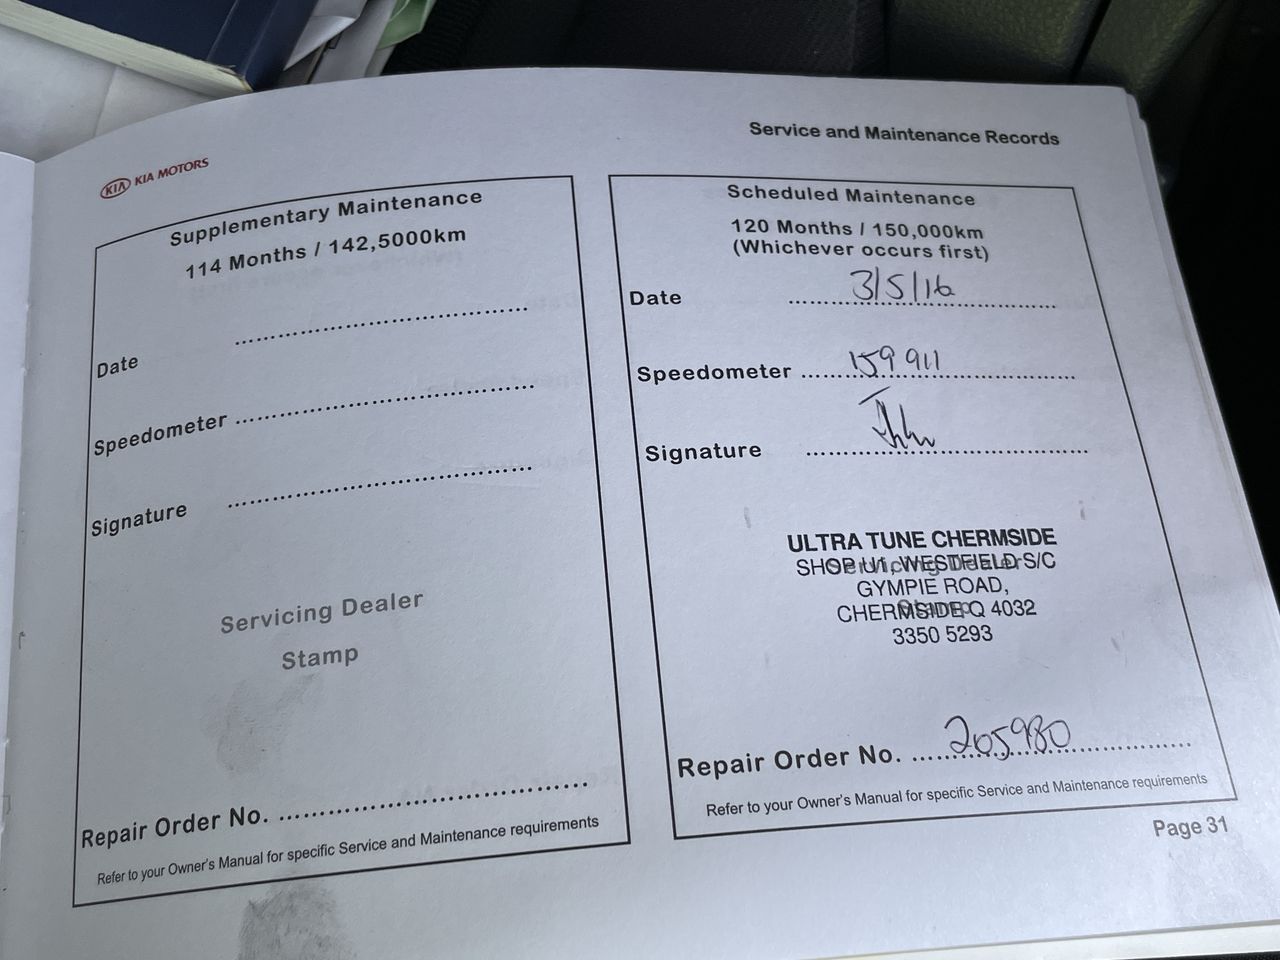 KIA KIA MOTORS
Service and Maintenance Records
Supplementary Maintenance
114 Months / 142,5000km
Date
Speedometer
Signature
Servicing Dealer
Stamp
Repair Order No.
Refer to your Owner's Manual for specific Service and Maintenance requirements
Scheduled Maintenance
120 Months / 150,000km
(Whichever occurs first)
Date 3/5/16
Speedometer 159 911
Signature
ULTRA TUNE CHERMSIDE
SHOP U1, WESTFIELD S/C
Servicing Dealer
GYMPIE ROAD,
CHERMSIDE Q 4032
Stamp
3350 5293
Repair Order No. 205980
Refer to your Owner's Manual for specific Service and Maintenance requirements
Page 31